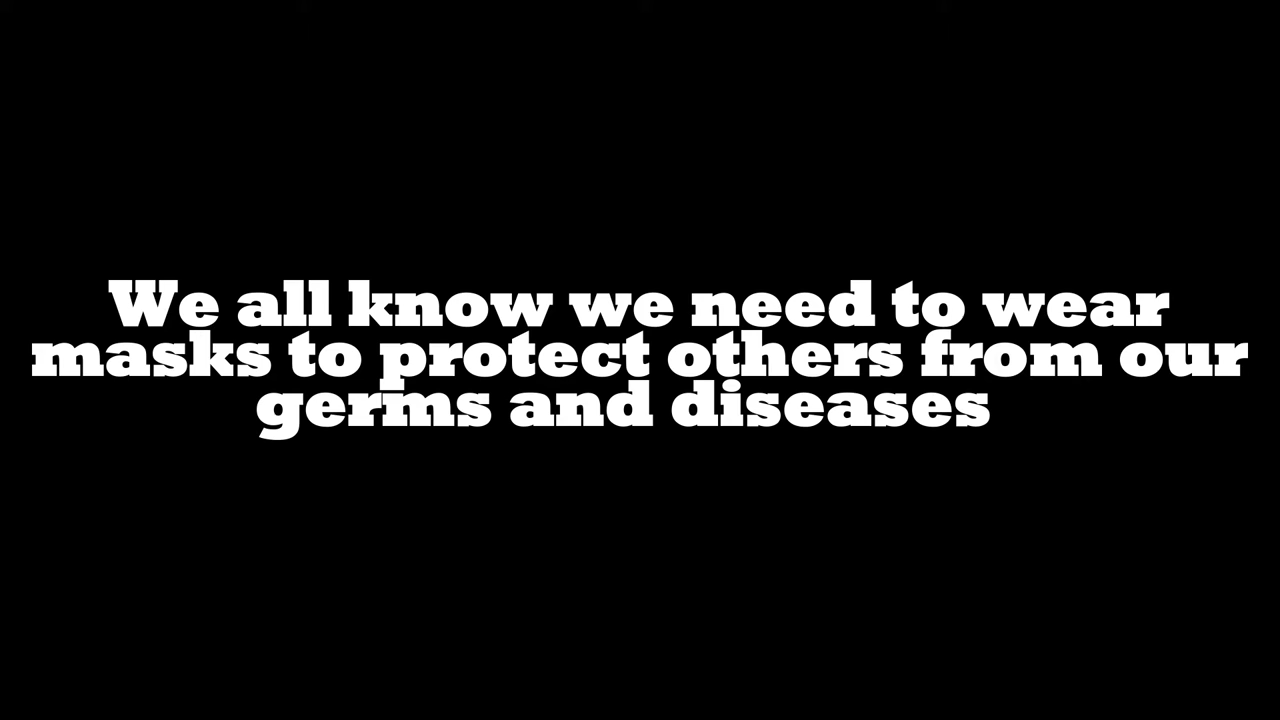 We all know we need to wear
masks to protect others from our
germs and diseases